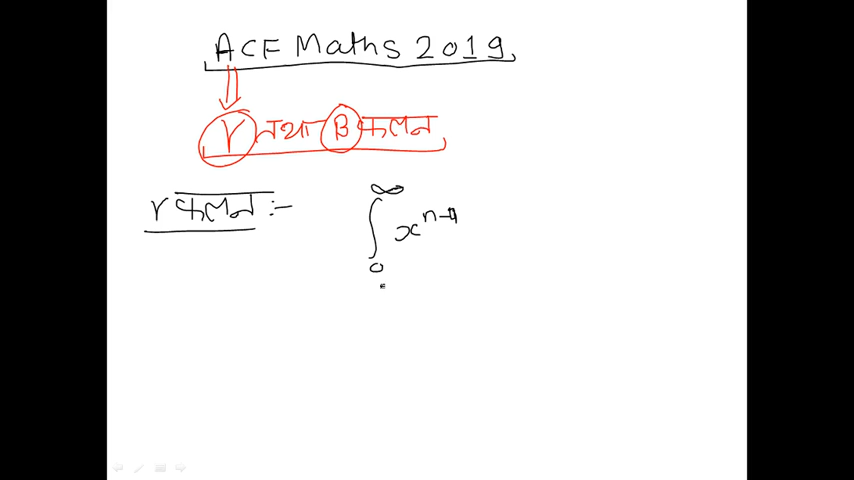 ACF Maths 2019
γ तथा β फलन
γ फलन :-
∫₀^∞ x^{n-1}